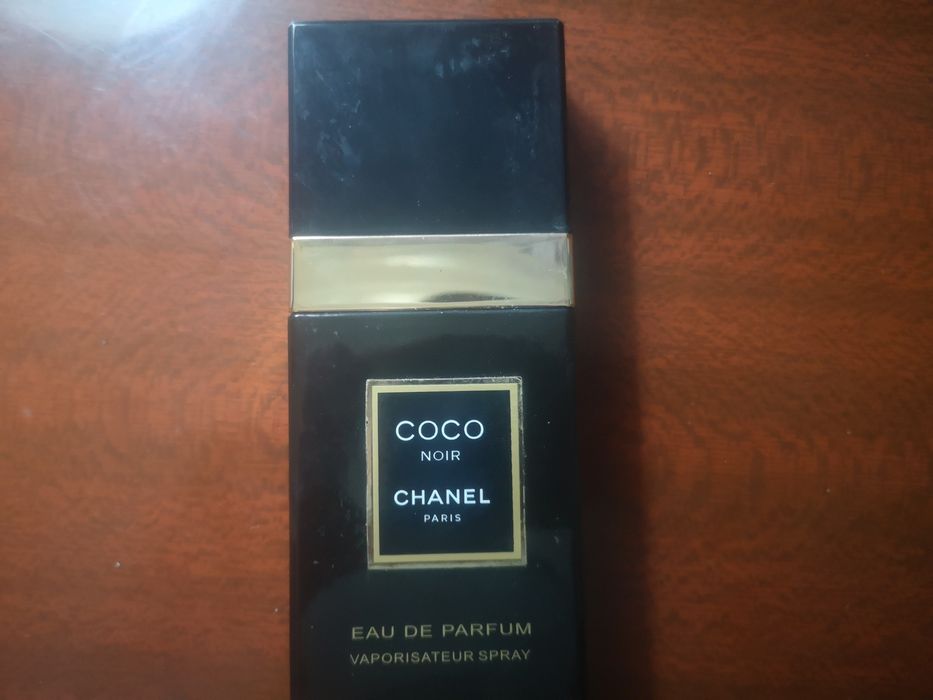 COCO
NOIR
CHANEL
PARIS
EAU DE PARFUM
VAPORISATEUR SPRAY